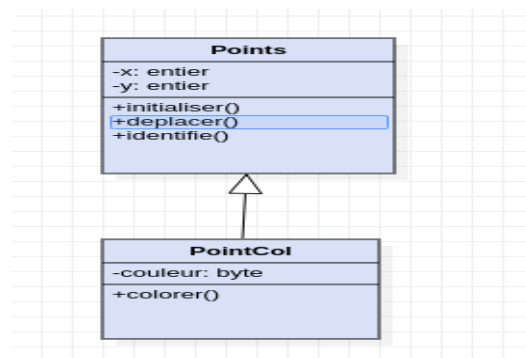 Points
-x: entier
-y: entier
+initialiser()
+deplacer()
+identifie()
PointCol
-couleur: byte
+colorer()